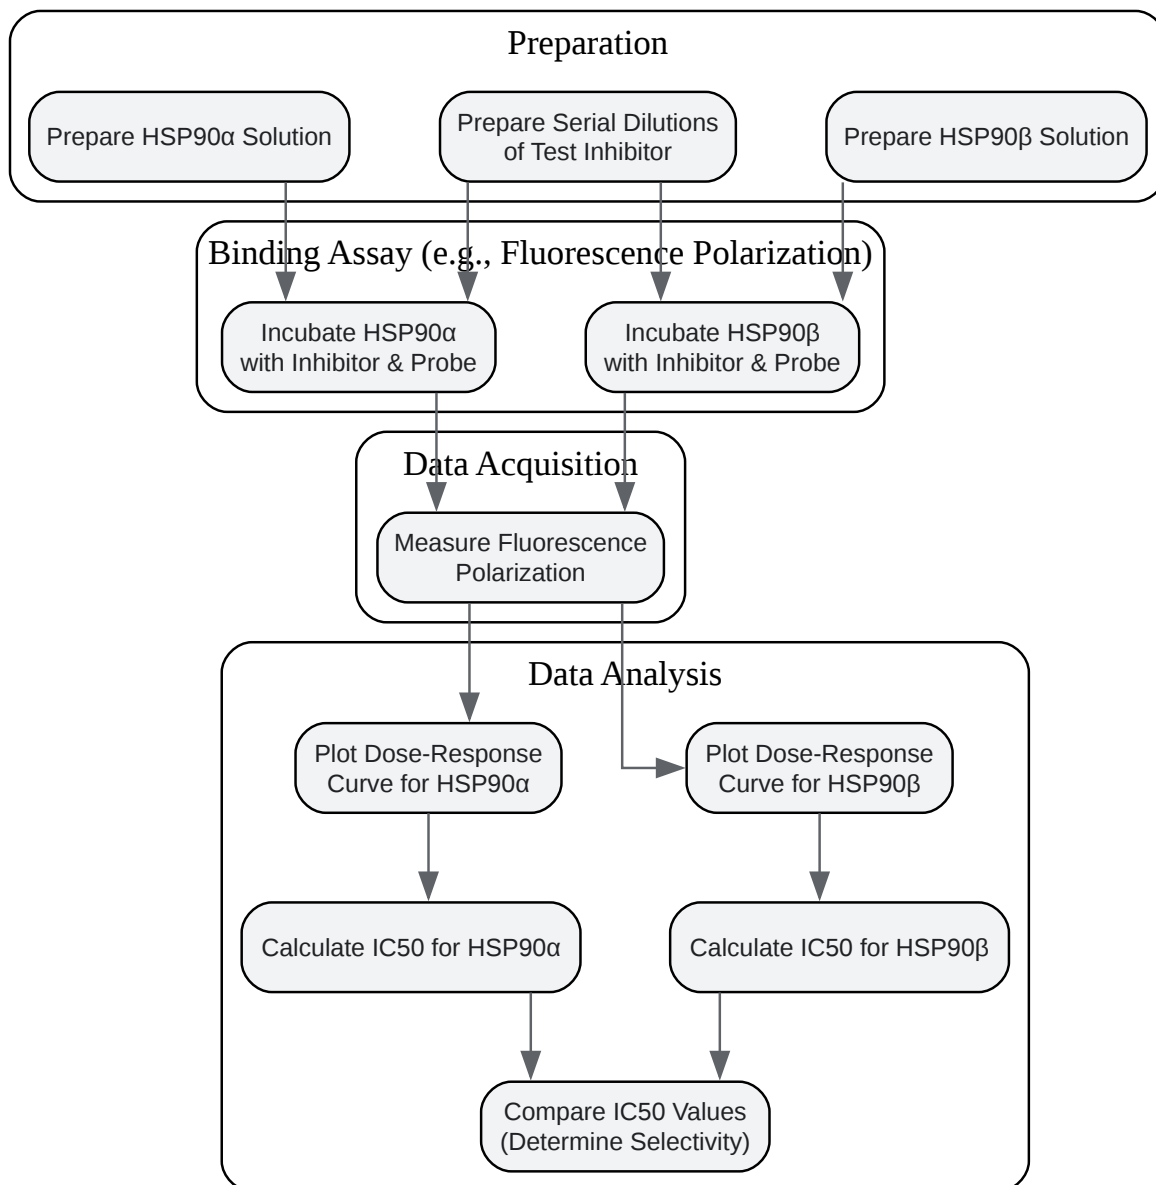 Preparation
Prepare HSP90α Solution
Prepare Serial Dilutions
of Test Inhibitor
Prepare HSP90β Solution
Binding Assay (e.g., Fluorescence Polarization)
Incubate HSP90α
with Inhibitor & Probe
Incubate HSP90β
with Inhibitor & Probe
Data Acquisition
Measure Fluorescence
Polarization
Data Analysis
Plot Dose-Response
Curve for HSP90α
Plot Dose-Response
Curve for HSP90β
Calculate IC50 for HSP90α
Calculate IC50 for HSP90β
Compare IC50 Values
(Determine Selectivity)